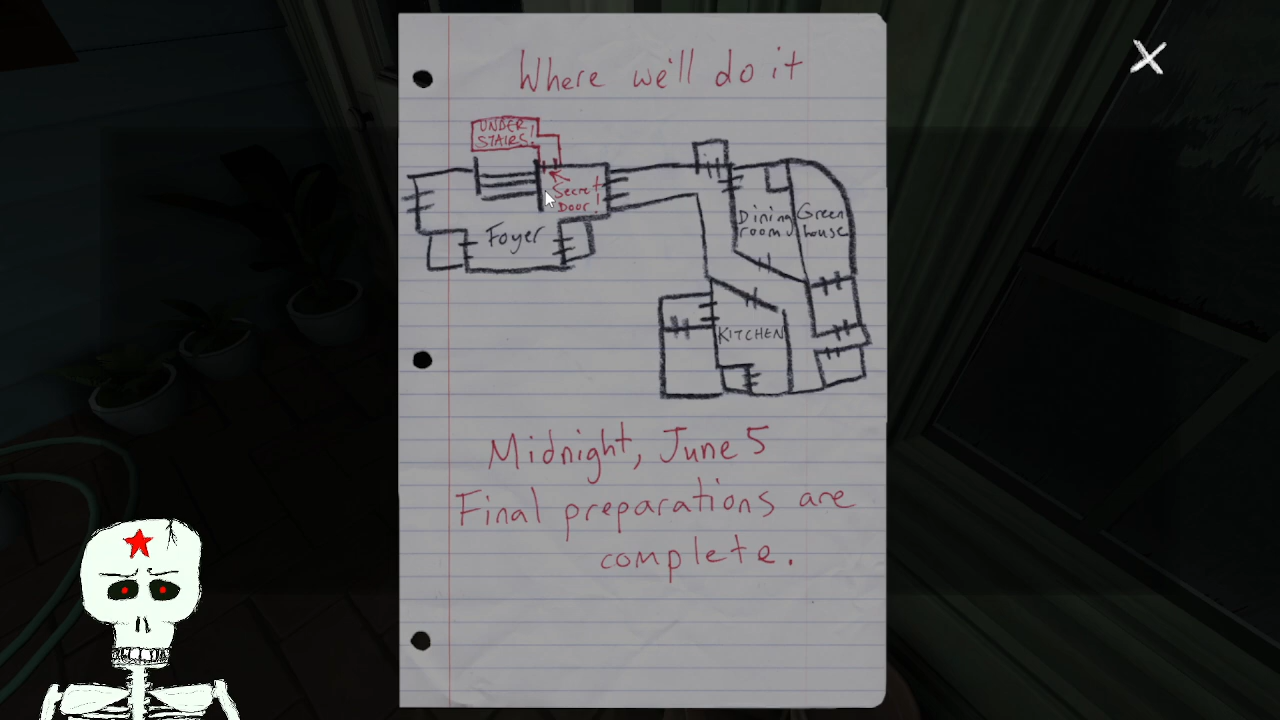 Where we'll do it
UNDER
STAIRS!
Secret
Door!
Foyer
Dining
room
Green
house
KITCHEN
Midnight, June 5
Final preparations are
complete.